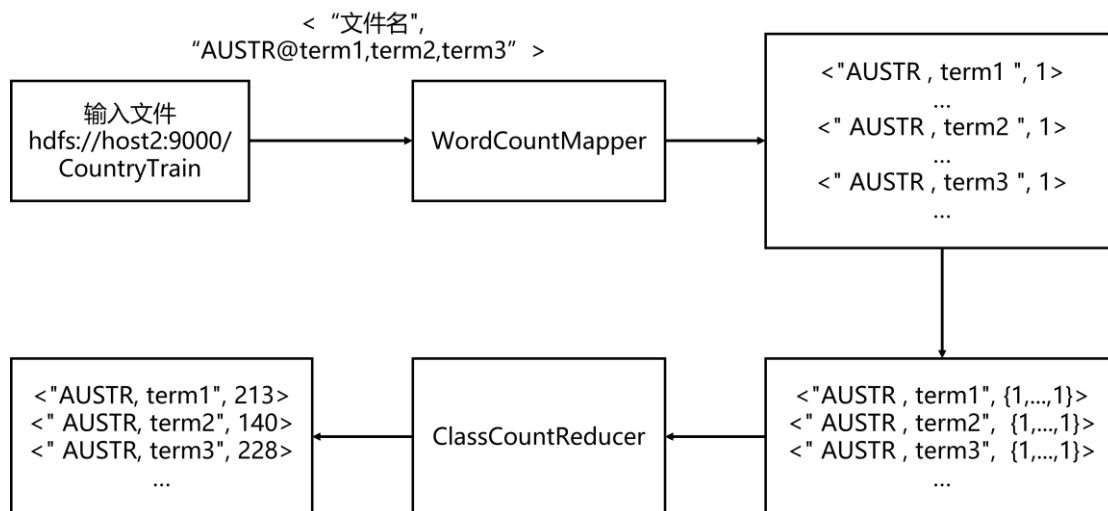 < “文件名",
“AUSTR@term1,term2,term3” >
输入文件
hdfs://host2:9000/
CountryTrain
WordCountMapper
<"AUSTR , term1 ", 1>
...
<" AUSTR , term2 ", 1>
...
<" AUSTR , term3 ", 1>
...
<"AUSTR, term1", 213>
<" AUSTR, term2", 140>
<" AUSTR, term3", 228>
...
ClassCountReducer
<"AUSTR , term1", {1,...,1}>
<" AUSTR , term2", {1,...,1}>
<" AUSTR , term3", {1,...,1}>
...